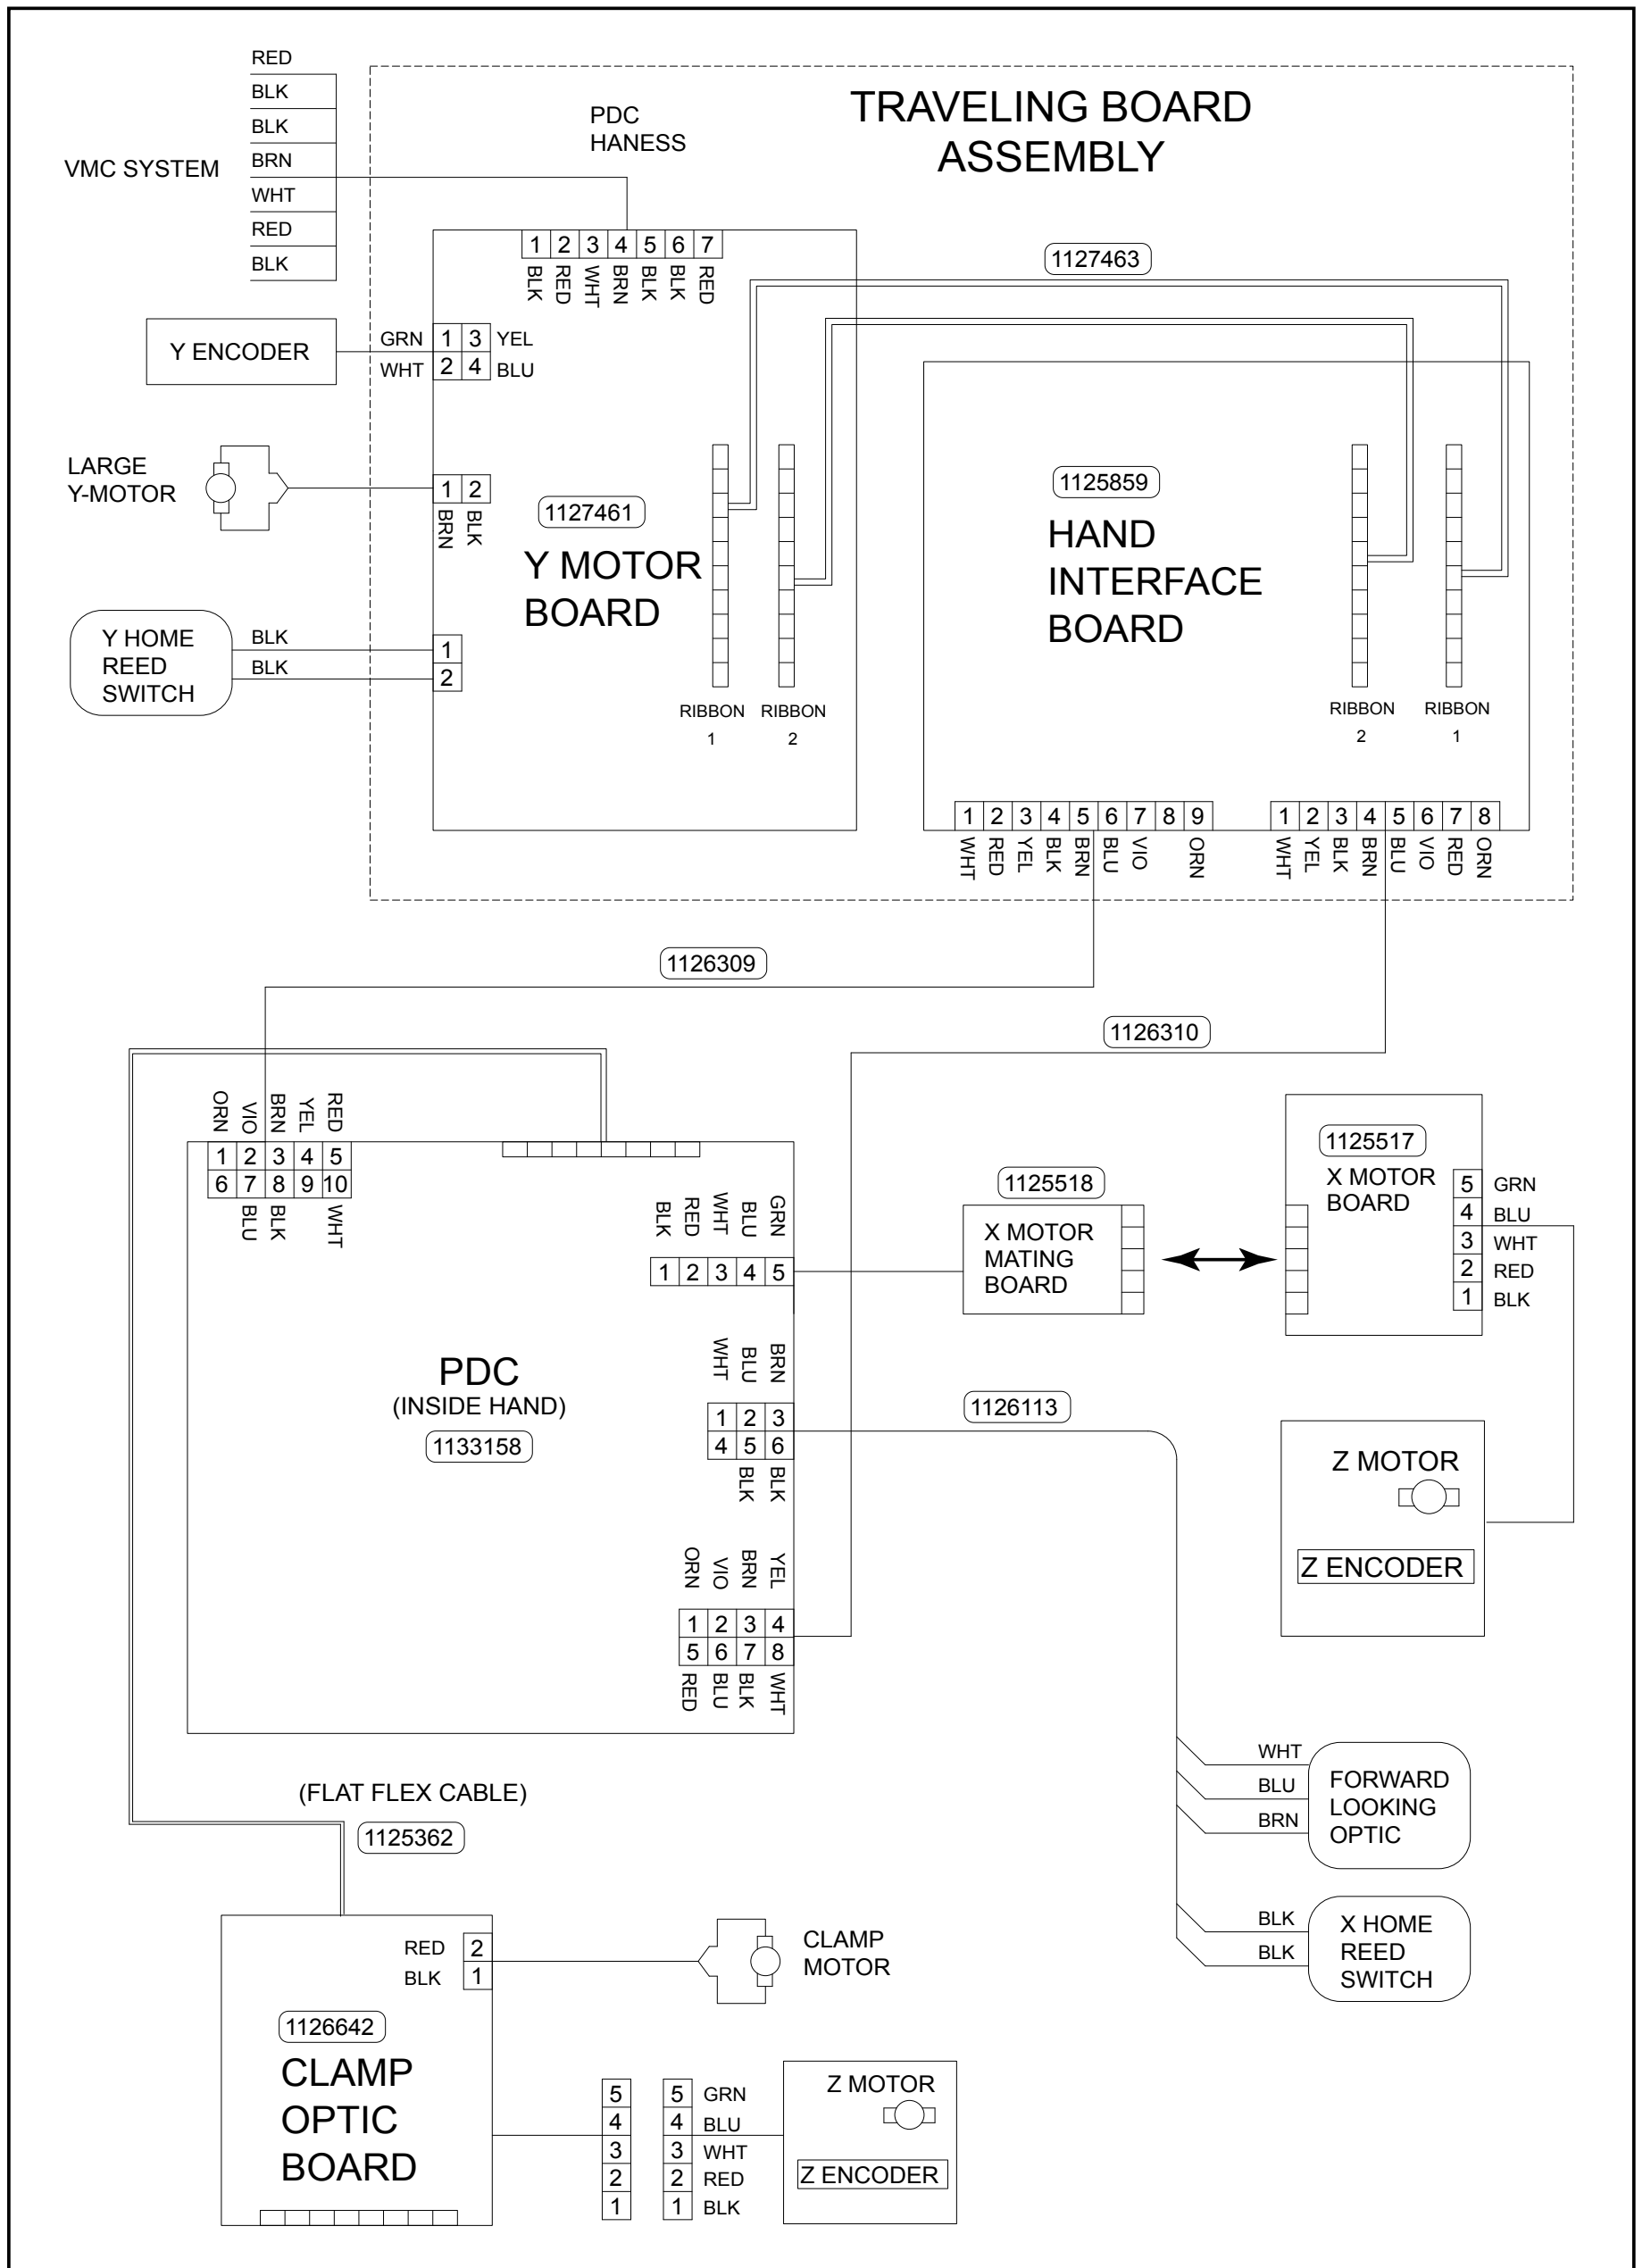 RED
BLK
BLK
BRN
WHT
RED
BLK
VMC SYSTEM
PDC
HANESS
TRAVELING BOARD
ASSEMBLY
1 2 3 4 5 6 7
BLK RED WHT BRN BLK BLK RED
1127463
Y ENCODER
GRN 1 3 YEL
WHT 2 4 BLU
LARGE
Y-MOTOR
1 2
BRN BLK
1127461
Y MOTOR
BOARD
1125859
HAND
INTERFACE
BOARD
Y HOME
REED
SWITCH
BLK
BLK
1
2
RIBBON
1
RIBBON
2
RIBBON
2
RIBBON
1
1 2 3 4 5 6 7 8 9
WHT RED YEL BLK BRN BLU VIO ORN
1 2 3 4 5 6 7 8
WHT YEL BLK BRN BLU VIO RED ORN
1126309
1126310
ORN VIO BRN YEL RED
1 2 3 4 5
6 7 8 9 10
BLU BLK WHT
BLK RED WHT BLU GRN
1 2 3 4 5
1125518
X MOTOR
MATING
BOARD
1125517
X MOTOR
BOARD
5 GRN
4 BLU
3 WHT
2 RED
1 BLK
PDC
(INSIDE HAND)
1133158
WHT BLU BRN
1 2 3
4 5 6
BLK BLK
1126113
Z MOTOR
Z ENCODER
ORN VIO BRN YEL
1 2 3 4
5 6 7 8
RED BLU BLK WHT
(FLAT FLEX CABLE)
1125362
WHT
BLU
BRN
FORWARD
LOOKING
OPTIC
BLK
BLK
X HOME
REED
SWITCH
RED 2
BLK 1
CLAMP
MOTOR
1126642
CLAMP
OPTIC
BOARD
5
4
3
2
1
5 GRN
4 BLU
3 WHT
2 RED
1 BLK
Z MOTOR
Z ENCODER